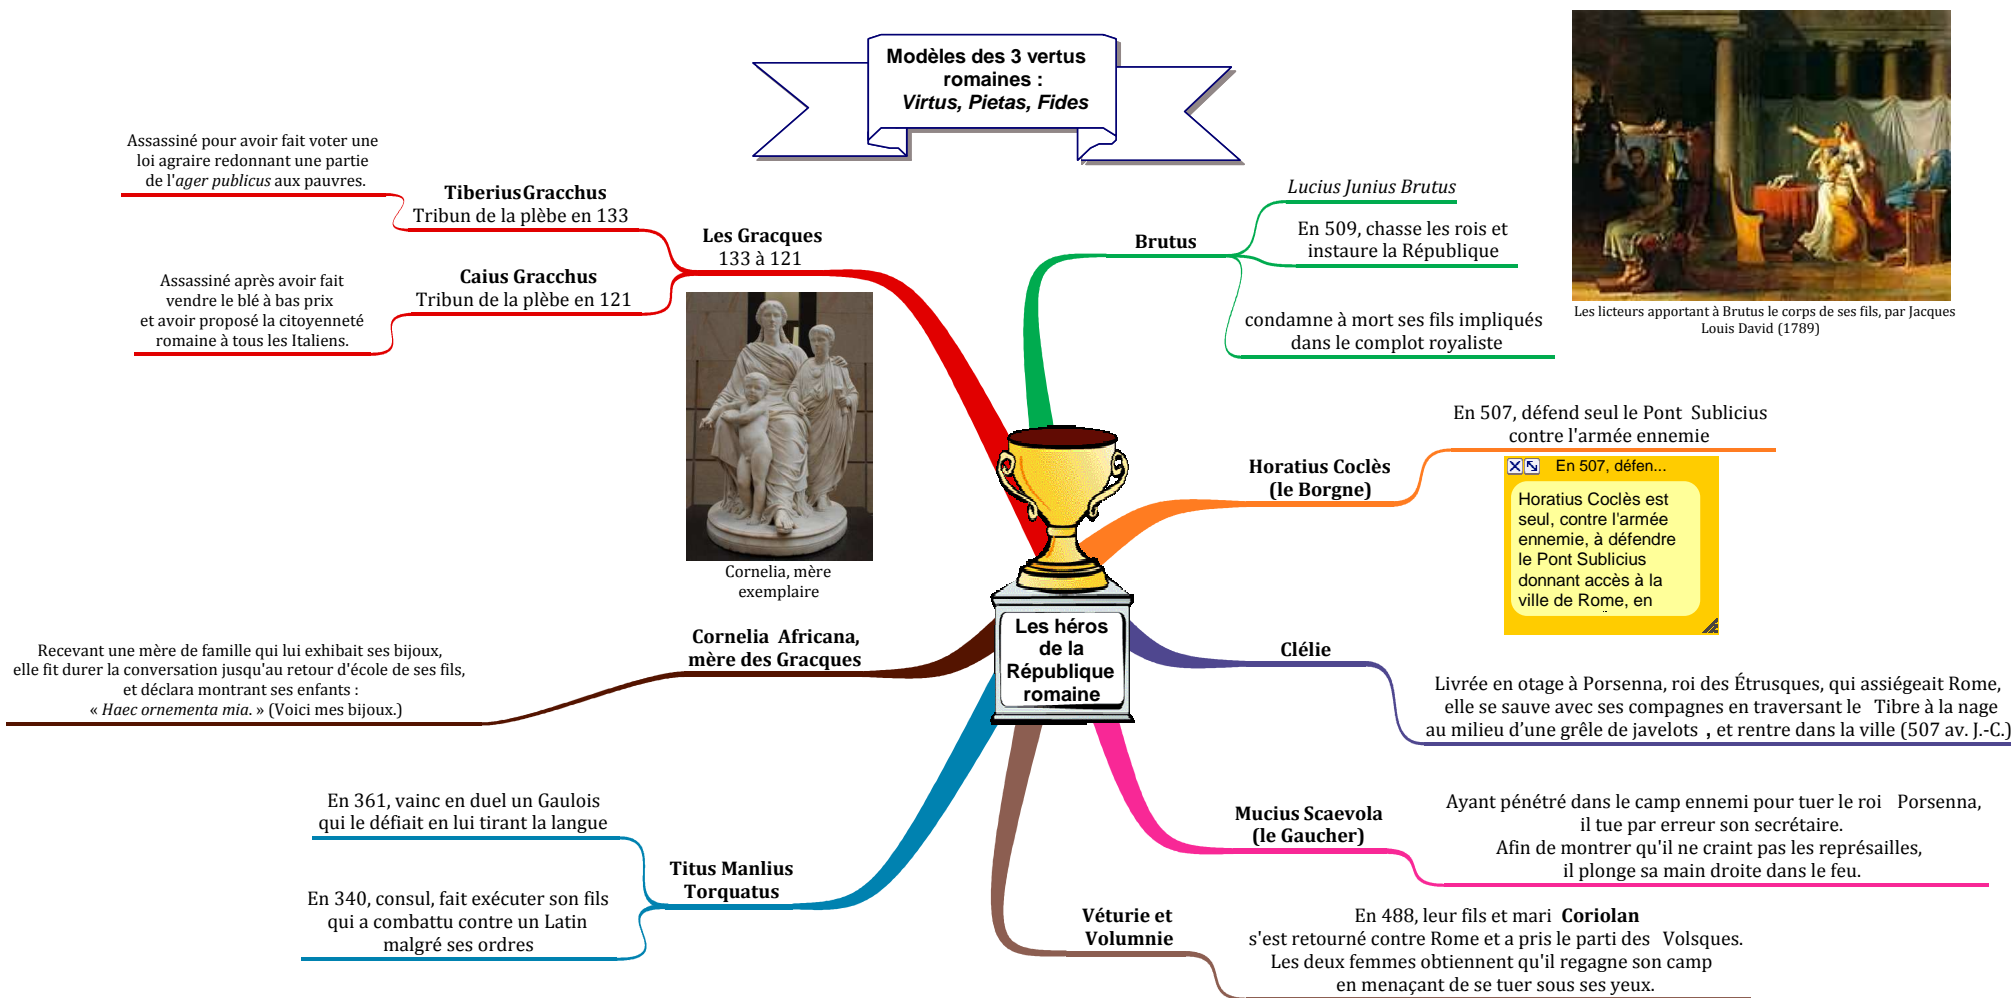 Modèles des 3 vertus
romaines :
Virtus, Pietas, Fides
Assassiné pour avoir fait voter une
loi agraire redonnant une partie
de l'ager publicus aux pauvres.
Tiberius Gracchus
Tribun de la plèbe en 133
Les Gracques
133 à 121
Assassiné après avoir fait
vendre le blé à bas prix
et avoir proposé la citoyenneté
romaine à tous les Italiens.
Caius Gracchus
Tribun de la plèbe en 121
Cornelia, mère
exemplaire
Cornelia Africana,
mère des Gracques
Recevant une mère de famille qui lui exhibait ses bijoux,
elle fit durer la conversation jusqu'au retour d'école de ses fils,
et déclara montrant ses enfants :
« Haec ornementa mia. » (Voici mes bijoux.)
En 361, vainc en duel un Gaulois
qui le défiait en lui tirant la langue
Titus Manlius
Torquatus
En 340, consul, fait exécuter son fils
qui a combattu contre un Latin
malgré ses ordres
Les héros
de la
République
romaine
Brutus
Lucius Junius Brutus
En 509, chasse les rois et
instaure la République
condamne à mort ses fils impliqués
dans le complot royaliste
Les licteurs apportant à Brutus le corps de ses fils, par Jacques
Louis David (1789)
Horatius Coclès
(le Borgne)
En 507, défend seul le Pont Sublicius
contre l'armée ennemie
En 507, défen...
Horatius Coclès est
seul, contre l'armée
ennemie, à défendre
le Pont Sublicius
donnant accès à la
ville de Rome, en
Clélie
Livrée en otage à Porsenna, roi des Étrusques, qui assiégeait Rome,
elle se sauve avec ses compagnes en traversant le Tibre à la nage
au milieu d’une grêle de javelots , et rentre dans la ville (507 av. J.-C.)
Mucius Scaevola
(le Gaucher)
Ayant pénétré dans le camp ennemi pour tuer le roi Porsenna,
il tue par erreur son secrétaire.
Afin de montrer qu'il ne craint pas les représailles,
il plonge sa main droite dans le feu.
Véturie et
Volumnie
En 488, leur fils et mari Coriolan
s'est retourné contre Rome et a pris le parti des Volsques.
Les deux femmes obtiennent qu'il regagne son camp
en menaçant de se tuer sous ses yeux.